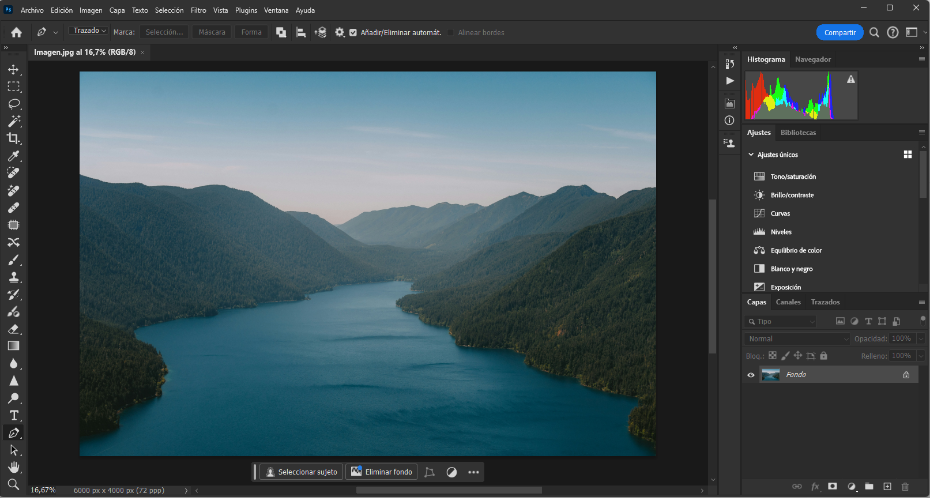 Ps Archivo Edición Imagen Capa Texto Selección Filtro Vista Plugins Ventana Ayuda
Trazado Marca: Selección... Máscara Forma Añadir/Eliminar automát. Alinear bordes Compartir
Imagen.jpg al 16,7% (RGB/8) ×
Histograma Navegador
Ajustes Bibliotecas
Ajustes únicos
Tono/saturación
Brillo/contraste
Curvas
Niveles
Equilibrio de color
Blanco y negro
Exposición
Capas Canales Trazados
Tipo
Normal Opacidad: 100%
Bloq.: Relleno: 100%
Fondo
Seleccionar sujeto Eliminar fondo
16,67% 6000 px x 4000 px (72 ppp)
fx